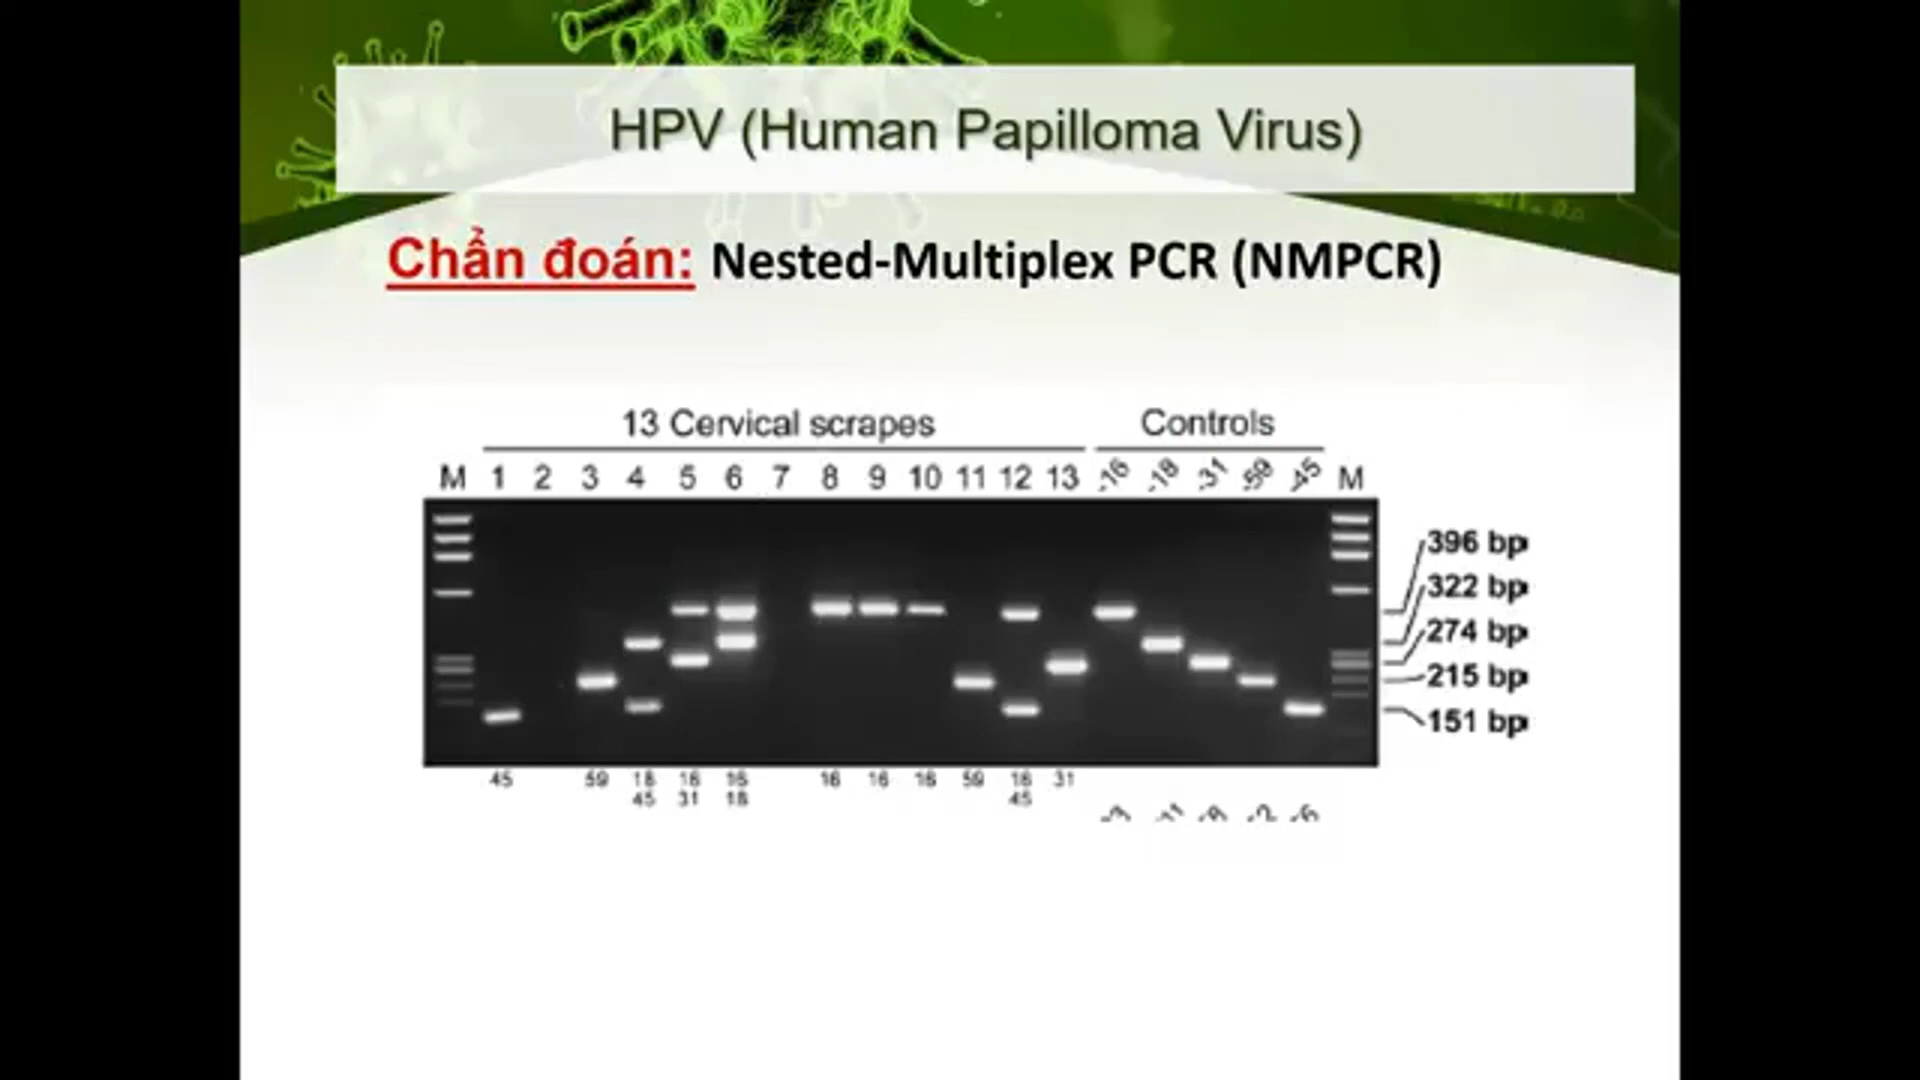 HPV (Human Papilloma Virus)
Chẩn đoán: Nested-Multiplex PCR (NMPCR)
13 Cervical scrapes Controls
M 1 2 3 4 5 6 7 8 9 10 11 12 13 -16 -18 -31 -59 -45 M
396 bp
322 bp
274 bp
215 bp
151 bp
45 59 18 16 16 16 16 16 59 16 31
45 31 18 45